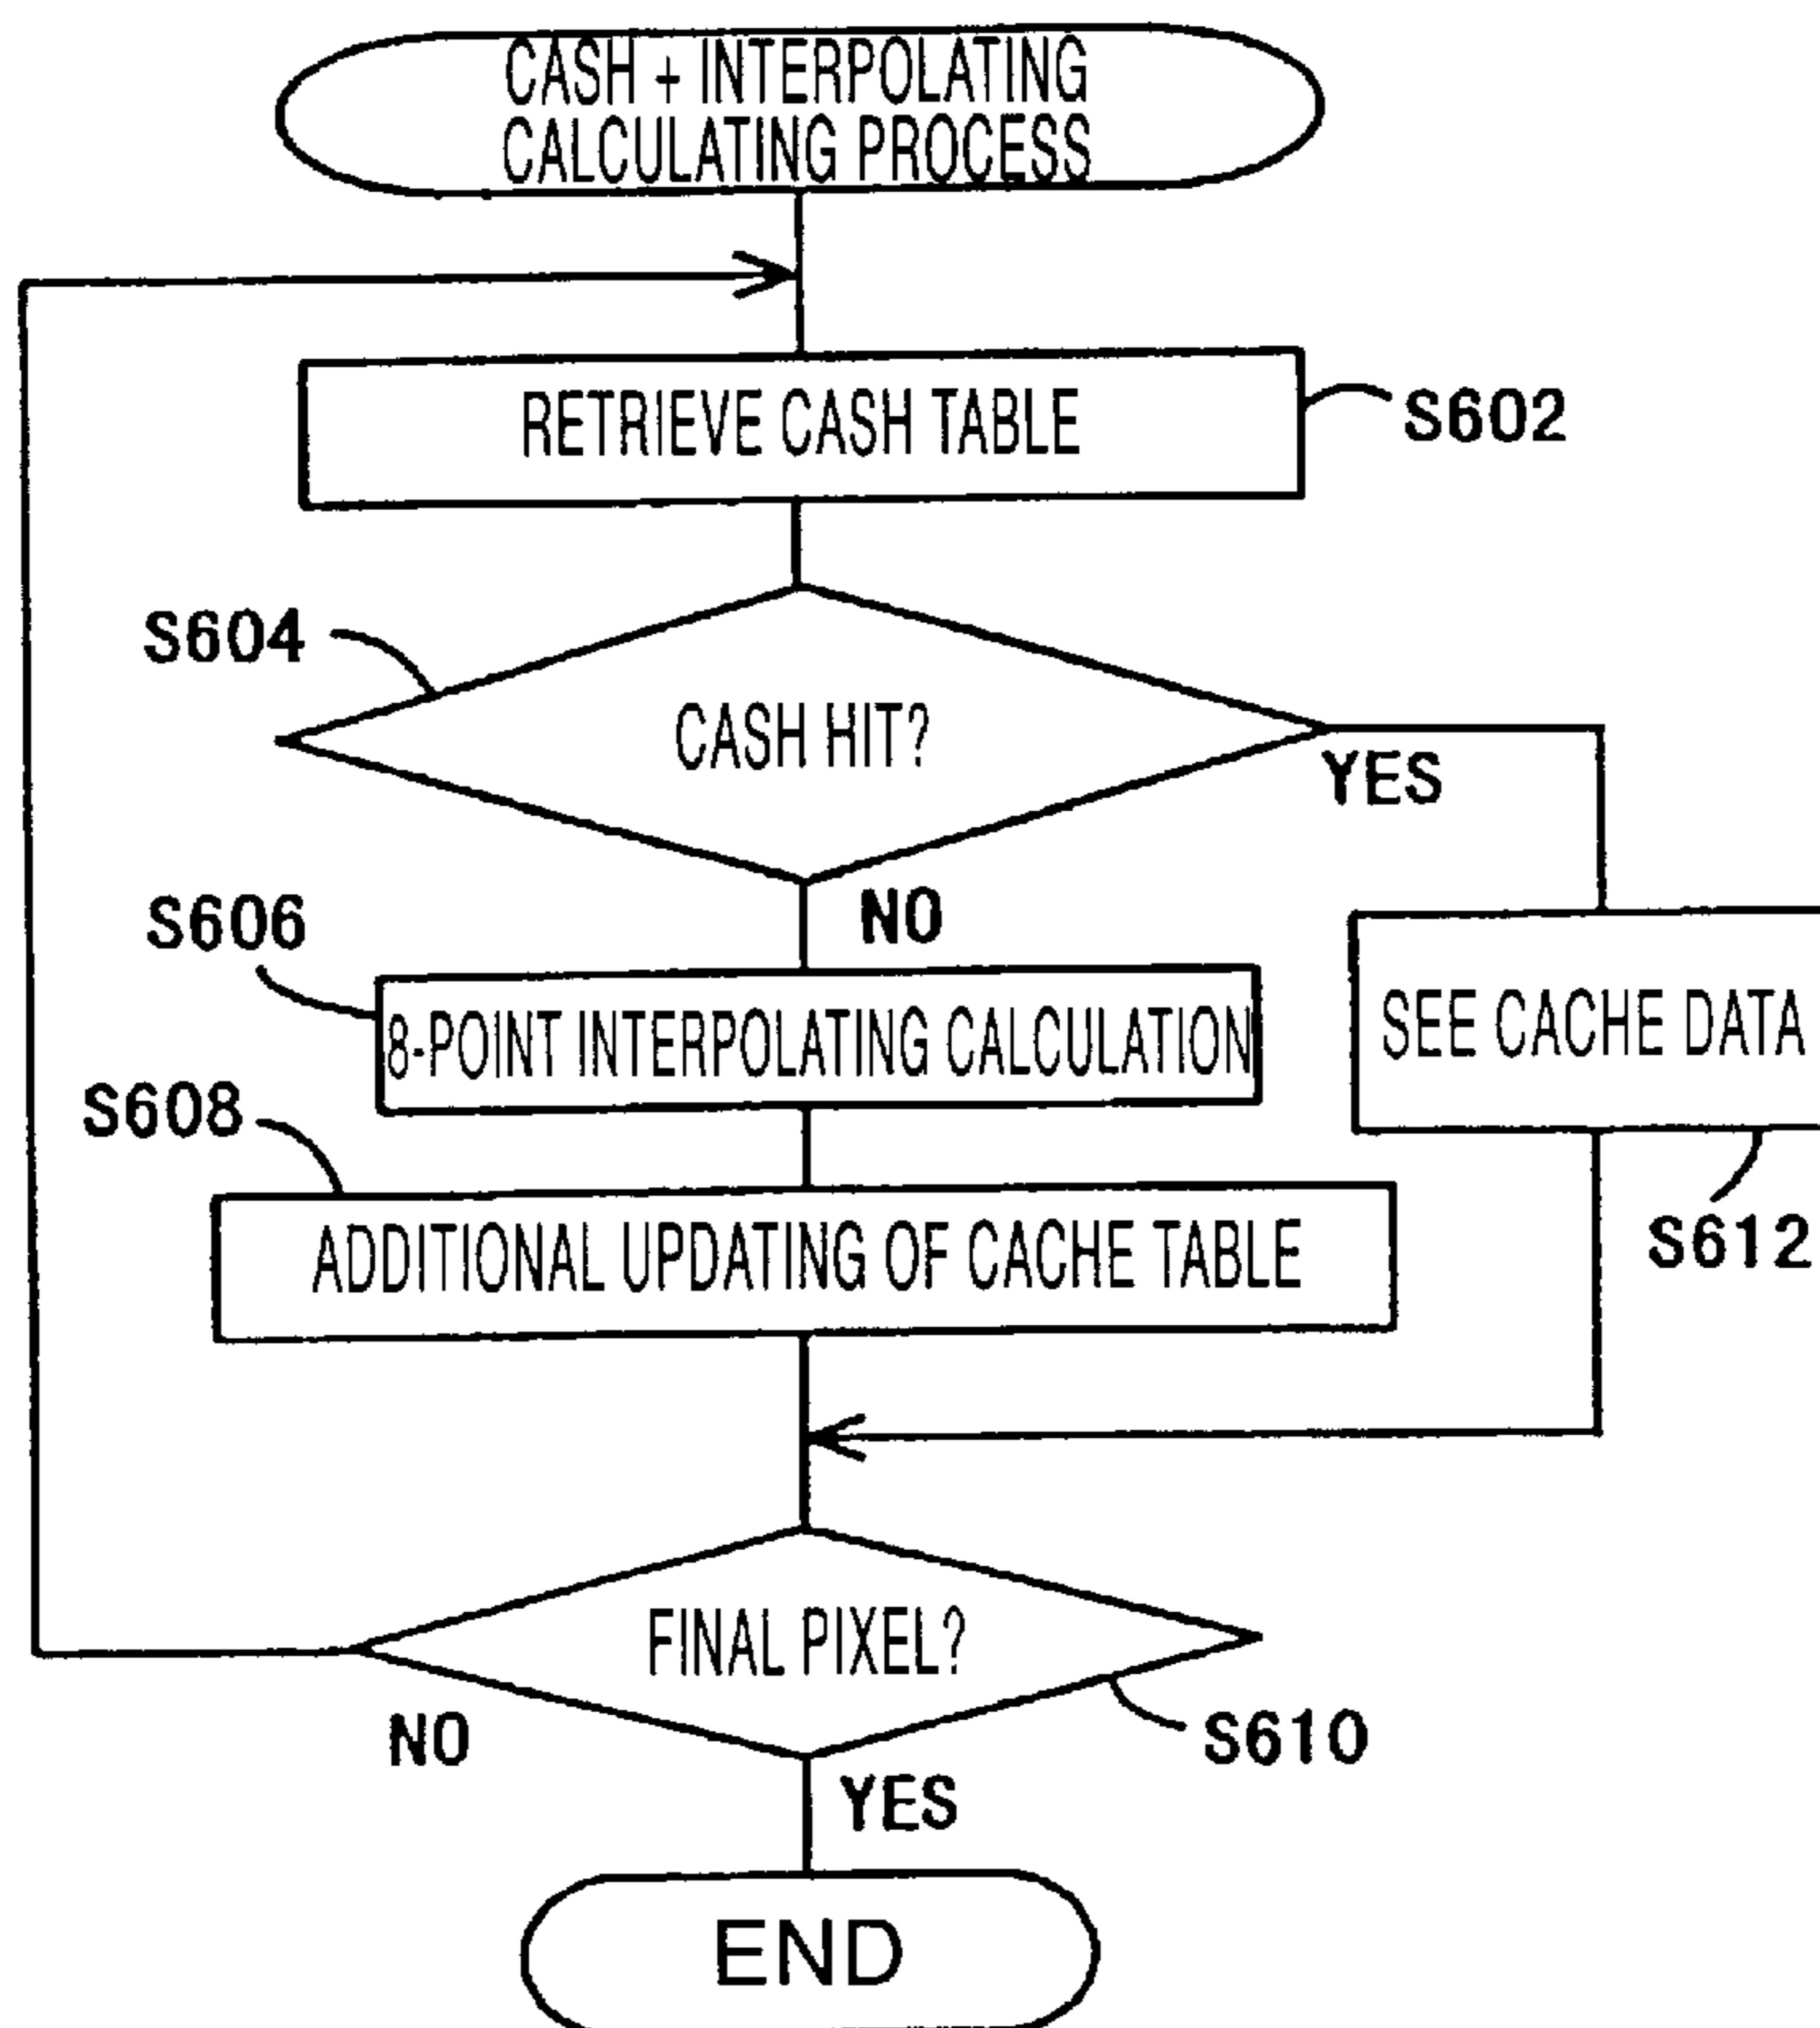 CASH + INTERPOLATING
CALCULATING PROCESS
RETRIEVE CASH TABLE
S602
S604
CASH HIT?
YES
NO
S606
8-POINT INTERPOLATING CALCULATION
SEE CACHE DATA
S608
ADDITIONAL UPDATING OF CACHE TABLE
S612
FINAL PIXEL?
NO
S610
YES
END